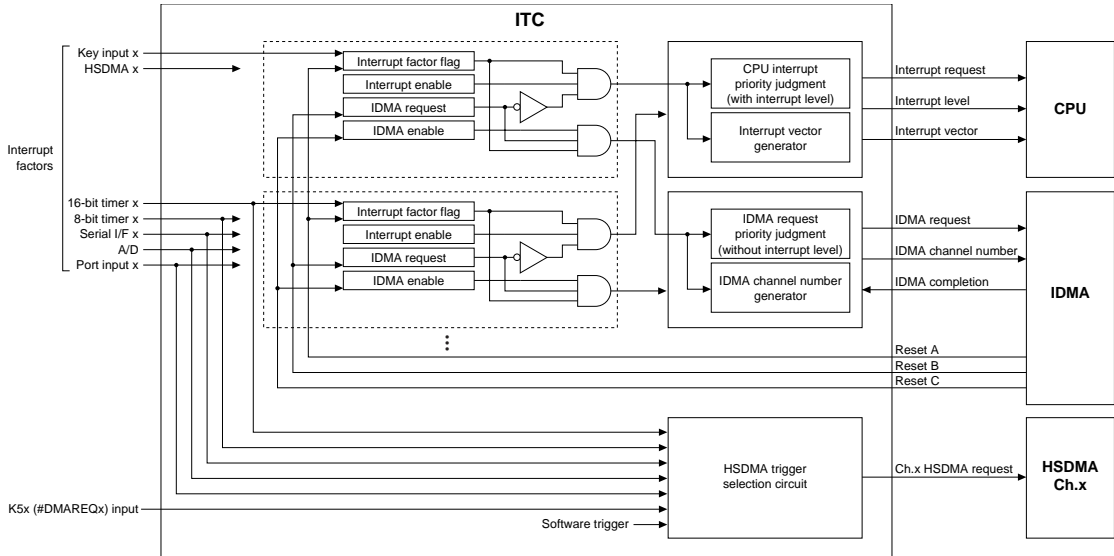 ITC
Key input x
HSDMA x
Interrupt
factors
16-bit timer x
8-bit timer x
Serial I/F x
A/D
Port input x
Interrupt factor flag
Interrupt enable
IDMA request
IDMA enable
CPU interrupt
priority judgment
(with interrupt level)
Interrupt vector
generator
Interrupt request
Interrupt level
Interrupt vector
CPU
Interrupt factor flag
Interrupt enable
IDMA request
IDMA enable
IDMA request
priority judgment
(without interrupt level)
IDMA channel number
generator
IDMA request
IDMA channel number
IDMA completion
IDMA
Reset A
Reset B
Reset C
HSDMA trigger
selection circuit
Ch.x HSDMA request
HSDMA
Ch.x
K5x (#DMAREQx) input
Software trigger